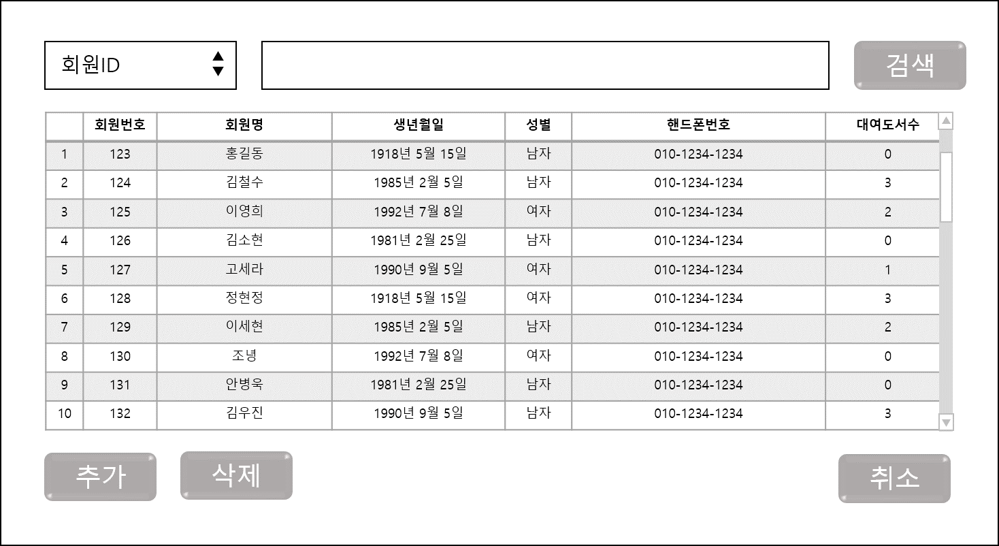 회원ID 검색
회원번호 회원명 생년월일 성별 핸드폰번호 대여도서수
1 123 홍길동 1918년 5월 15일 남자 010-1234-1234 0
2 124 김철수 1985년 2월 5일 남자 010-1234-1234 3
3 125 이영희 1992년 7월 8일 여자 010-1234-1234 2
4 126 김소현 1981년 2월 25일 남자 010-1234-1234 0
5 127 고세라 1990년 9월 5일 여자 010-1234-1234 1
6 128 정현정 1918년 5월 15일 여자 010-1234-1234 3
7 129 이세현 1985년 2월 5일 남자 010-1234-1234 2
8 130 조녕 1992년 7월 8일 여자 010-1234-1234 0
9 131 안병욱 1981년 2월 25일 남자 010-1234-1234 0
10 132 김우진 1990년 9월 5일 남자 010-1234-1234 3
추가 삭제 취소